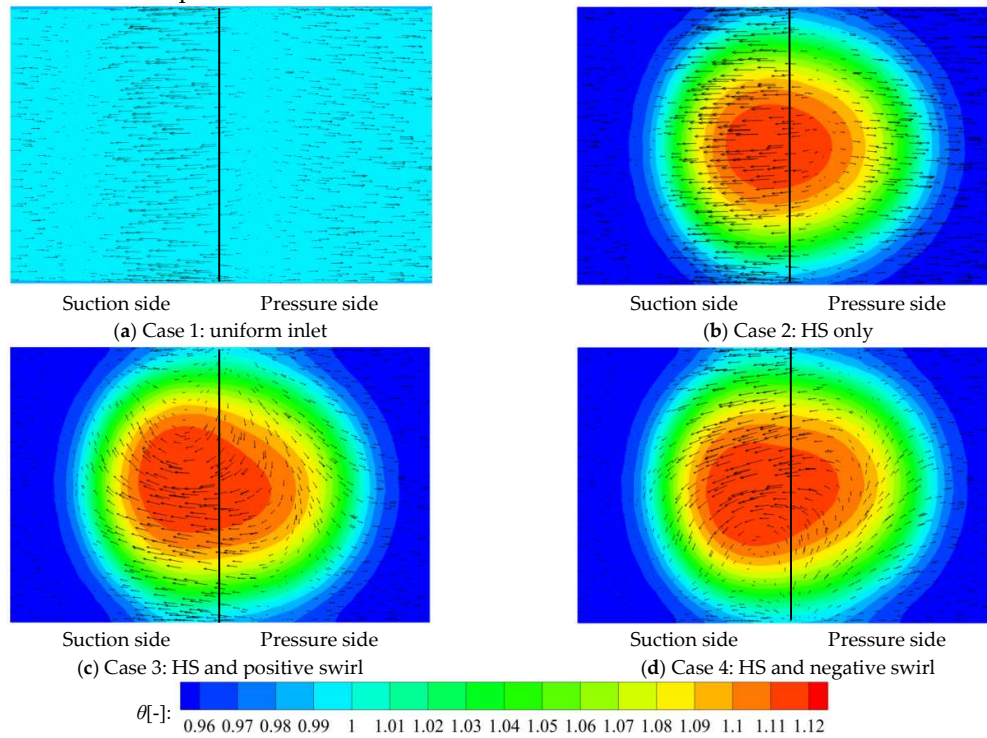 Suction side Pressure side
(a) Case 1: uniform inlet
Suction side Pressure side
(b) Case 2: HS only
Suction side Pressure side
(c) Case 3: HS and positive swirl
Suction side Pressure side
(d) Case 4: HS and negative swirl
θ[-]: 0.96 0.97 0.98 0.99 1 1.01 1.02 1.03 1.04 1.05 1.06 1.07 1.08 1.09 1.1 1.11 1.12